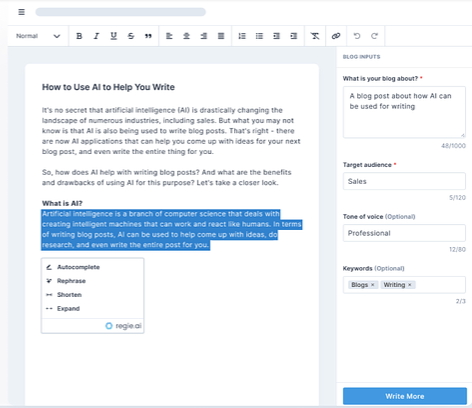 Normal
B I U S
BLOG INPUTS
How to Use AI to Help You Write
It's no secret that artificial intelligence (AI) is drastically changing the
landscape of numerous industries, including sales. But what you may not
know is that AI is also being used to write blog posts. That's right - there
are now AI applications that can help you come up with ideas for your next
blog post, and even write the entire thing for you.
So, how does AI help with writing blog posts? And what are the benefits
and drawbacks of using AI for this purpose? Let's take a closer look.
What is AI?
Artificial intelligence is a branch of computer science that deals with
creating intelligent machines that can work and react like humans. In terms
of writing blog posts, AI can be used to help come up with ideas, do
research, and even write the entire post for you.
Autocomplete
Rephrase
Shorten
Expand
regie.ai
What is your blog about? *
A blog post about how AI can
be used for writing
48/1000
Target audience *
Sales
5/120
Tone of voice (Optional)
Professional
12/80
Keywords (Optional)
Blogs × Writing ×
2/3
Write More